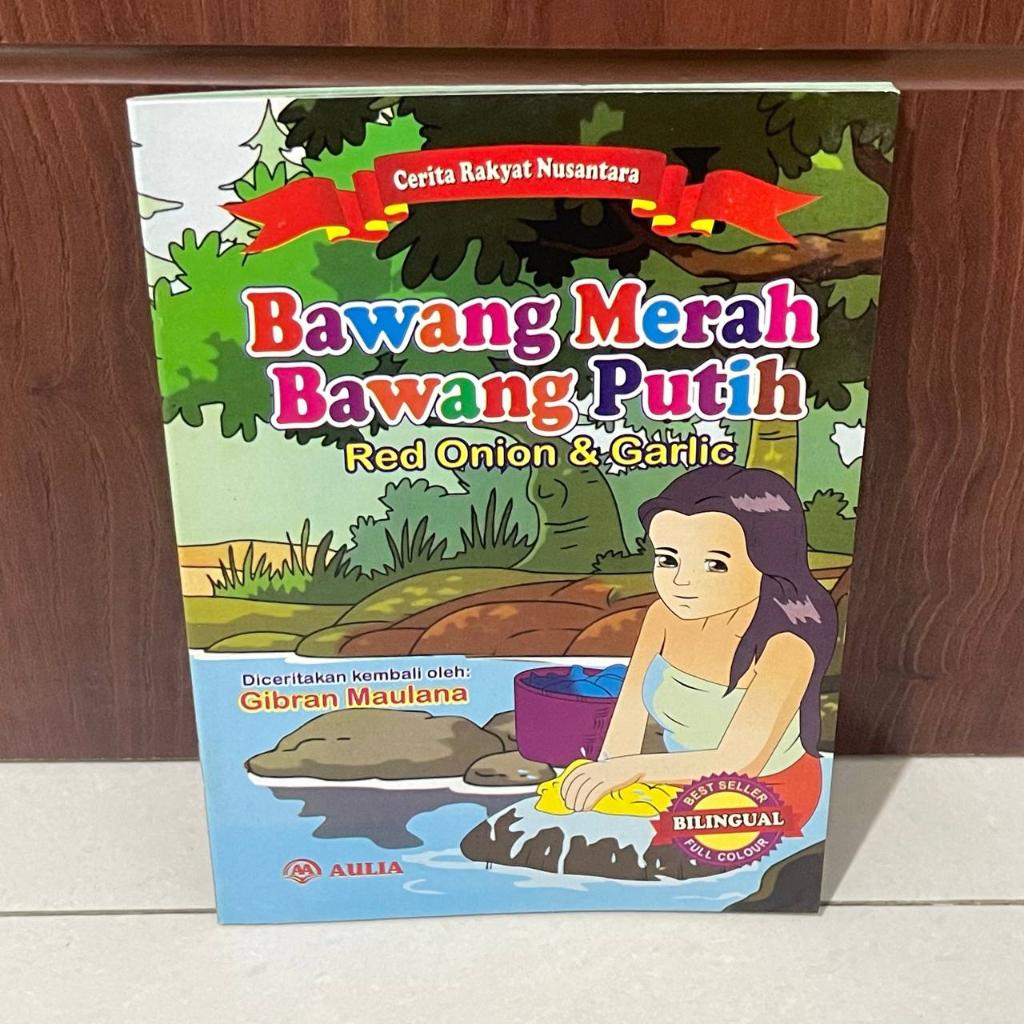 Cerita Rakyat Nusantara
Bawang Merah
Bawang Putih
Red Onion & Garlic
Diceritakan kembali oleh:
Gibran Maulana
BEST SELLER
BILINGUAL
FULL COLOUR
AA AULIA